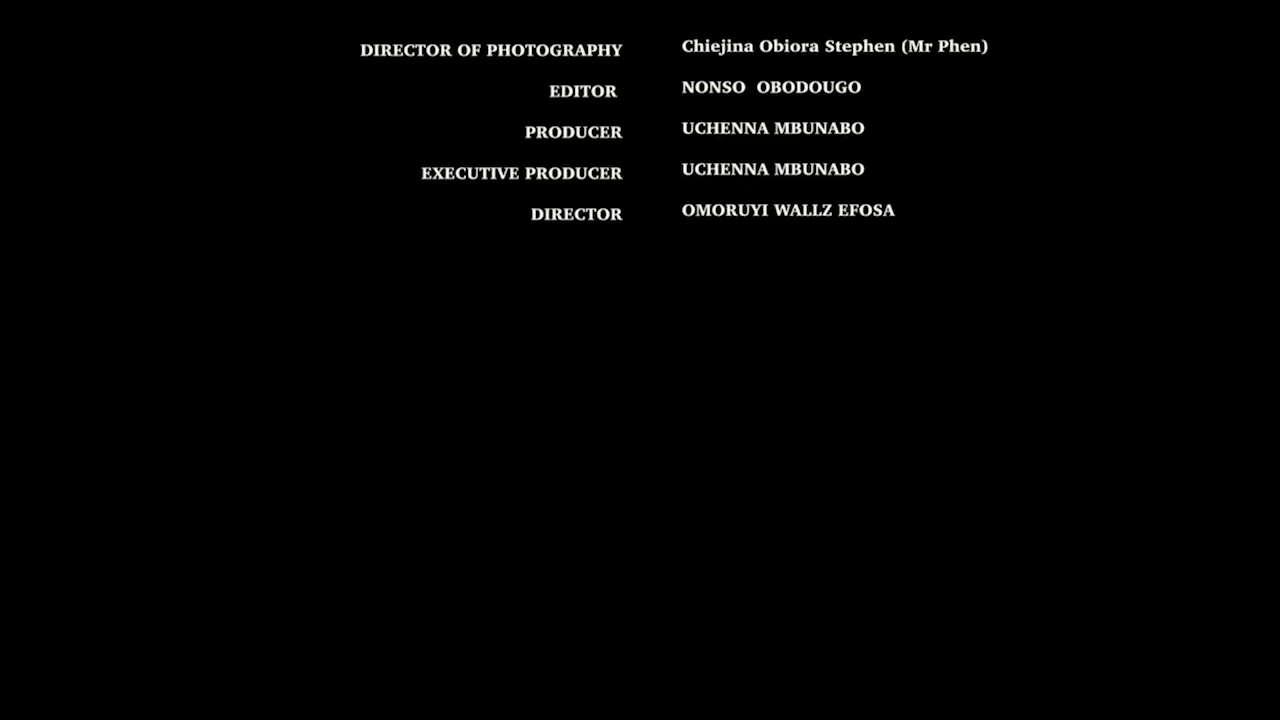 DIRECTOR OF PHOTOGRAPHY Chiejina Obiora Stephen (Mr Phen)
EDITOR NONSO OBODOUGO
PRODUCER UCHENNA MBUNABO
EXECUTIVE PRODUCER UCHENNA MBUNABO
DIRECTOR OMORUYI WALLZ EFOSA